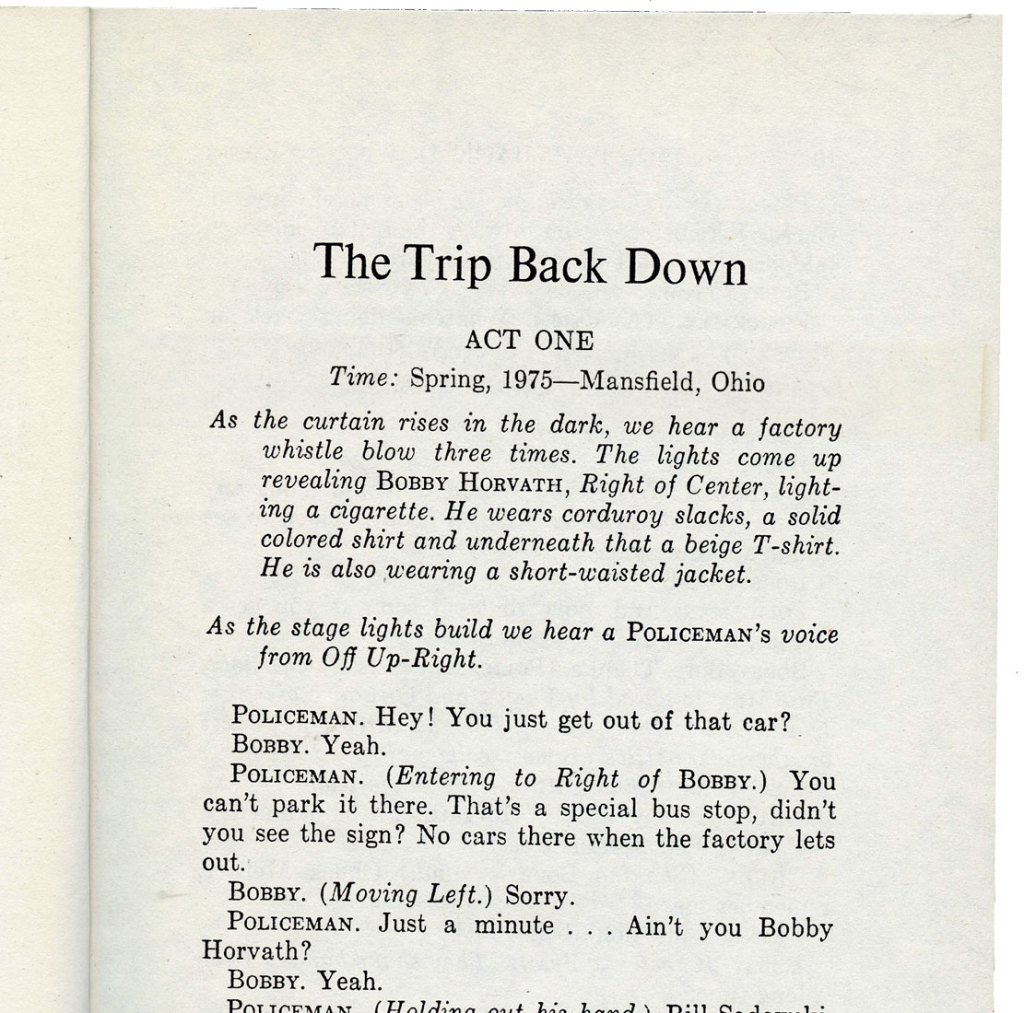 The Trip Back Down
ACT ONE
Time: Spring, 1975—Mansfield, Ohio
As the curtain rises in the dark, we hear a factory
whistle blow three times. The lights come up
revealing BOBBY HORVATH, Right of Center, light-
ing a cigarette. He wears corduroy slacks, a solid
colored shirt and underneath that a beige T-shirt.
He is also wearing a short-waisted jacket.
As the stage lights build we hear a POLICEMAN'S voice
from Off Up-Right.
POLICEMAN. Hey! You just get out of that car?
BOBBY. Yeah.
POLICEMAN. (Entering to Right of BOBBY.) You
can't park it there. That's a special bus stop, didn't
you see the sign? No cars there when the factory lets
out.
BOBBY. (Moving Left.) Sorry.
POLICEMAN. Just a minute . . . Ain't you Bobby
Horvath?
BOBBY. Yeah.
POLICEMAN. (Holding out his hand.) Bill